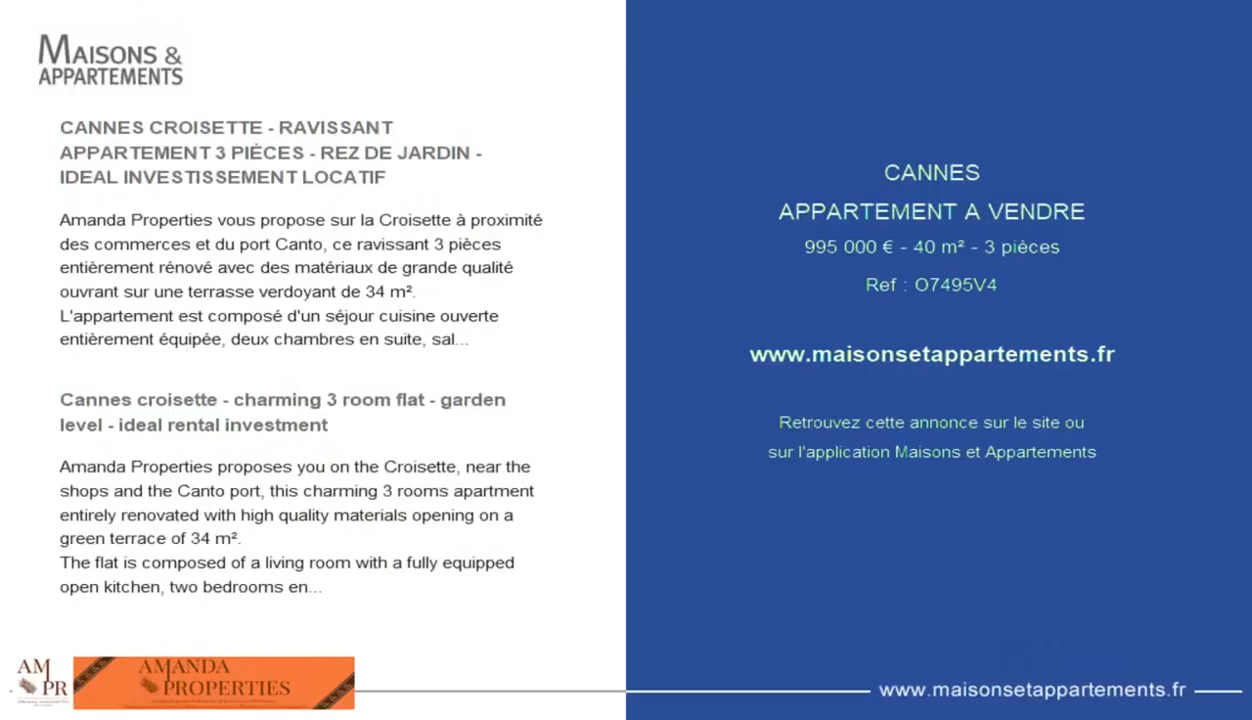 MAISONS &
APPARTEMENTS
CANNES CROISETTE - RAVISSANT
APPARTEMENT 3 PIÈCES - REZ DE JARDIN -
IDEAL INVESTISSEMENT LOCATIF
Amanda Properties vous propose sur la Croisette à proximité
des commerces et du port Canto, ce ravissant 3 pièces
entièrement rénové avec des matériaux de grande qualité
ouvrant sur une terrasse verdoyant de 34 m².
L'appartement est composé d'un séjour cuisine ouverte
entièrement équipée, deux chambres en suite, sal...
Cannes croisette - charming 3 room flat - garden
level - ideal rental investment
Amanda Properties proposes you on the Croisette, near the
shops and the Canto port, this charming 3 rooms apartment
entirely renovated with high quality materials opening on a
green terrace of 34 m².
The flat is composed of a living room with a fully equipped
open kitchen, two bedrooms en...
AM
PR
AMANDA
PROPERTIES
CANNES
APPARTEMENT A VENDRE
995 000 € - 40 m² - 3 pièces
Ref : O7495V4
www.maisonsetappartements.fr
Retrouvez cette annonce sur le site ou
sur l'application Maisons et Appartements
www.maisonsetappartements.fr